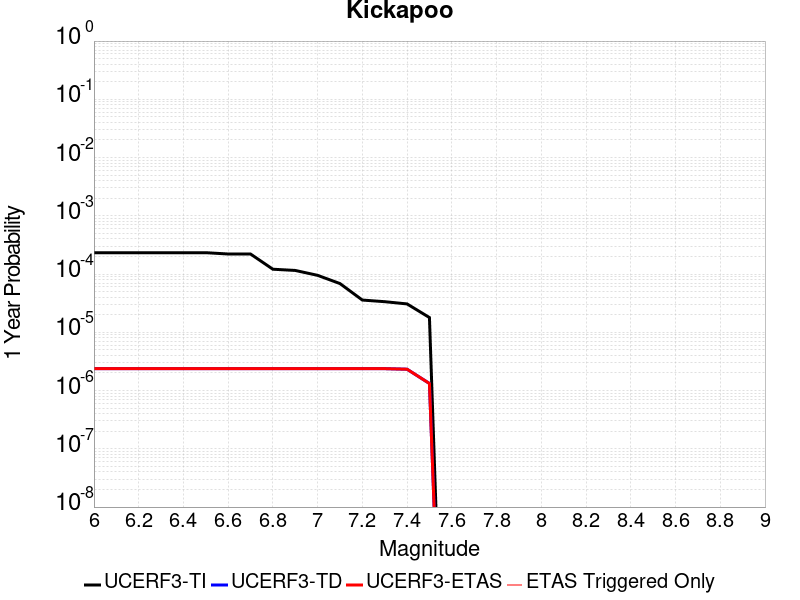 Kickapoo
10^0
10^-1
10^-2
10^-3
10^-4
10^-5
10^-6
10^-7
10^-8
1 Year Probability
6 6.2 6.4 6.6 6.8 7 7.2 7.4 7.6 7.8 8 8.2 8.4 8.6 8.8 9
Magnitude
UCERF3-TI UCERF3-TD UCERF3-ETAS ETAS Triggered Only